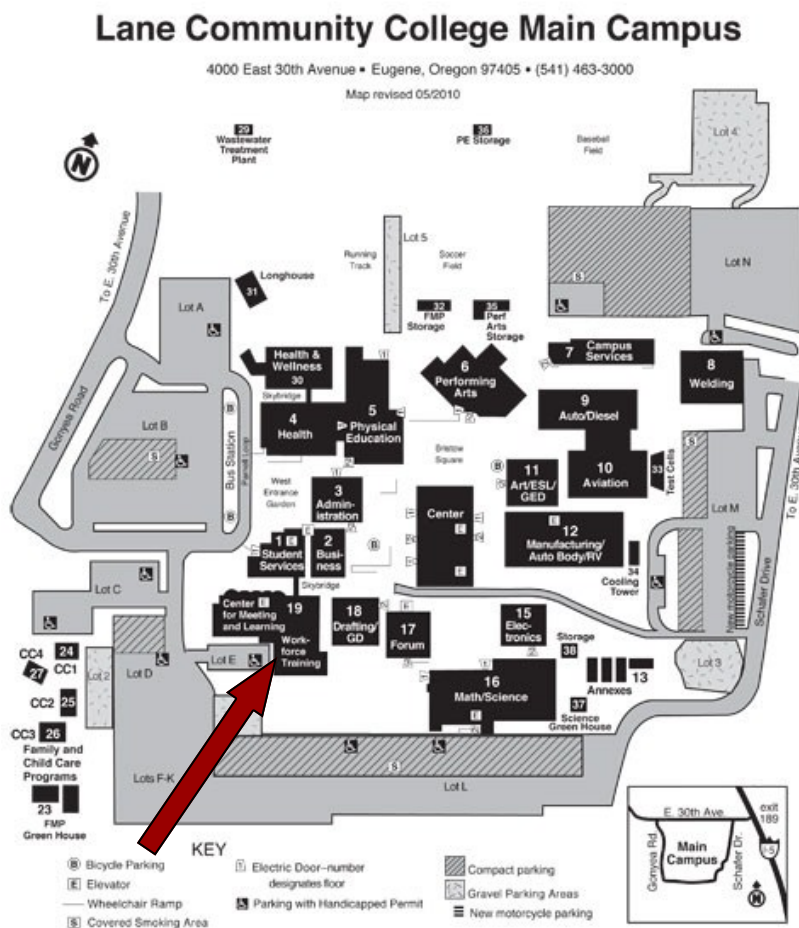 Lane Community College Main Campus
4000 East 30th Avenue • Eugene, Oregon 97405 • (541) 463-3000
Map revised 05/2010
N
29
Wastewater
Treatment
Plant
36
PE Storage
Baseball
Field
Lot 4
To E. 30th Avenue
Lot 5
Running
Track
Soccer
Field
Lot N
S
Longhouse
31
Lot A
32
FMP
Storage
35
Perf
Arts
Storage
Health &
Wellness
30
Skybridge
6
Performing
Arts
7
Campus
Services
8
Welding
Gonyea Road
Lot B
S
B
Bus Station
Parnell Loop
B
4
Health
5
Physical
Education
9
Auto/Diesel
S
Bristow
Square
B
11
Art/ESL/
GED
10
Aviation
33
Test Cells
To E. 30th Avenue
West
Entrance
Garden
3
Admin-
istration
Center
E
E
Lot M
1 E
Student
Services
E
2
Busi-
ness
B
E
12
Manufacturing/
Auto Body/RV
34
Cooling
Tower
New motorcycle parking
Schafer Drive
Skybridge
Lot C
Center E
for Meeting
and Learning
19
Work-
force
Training
18
Drafting/
GD
E
17
Forum
15
Elec-
tronics
Storage
38
CC4
27
24
CC1
Lot 2
Lot D
Lot E
16
Math/Science
E
13
Annexes
Lot 3
CC2
25
37
Science
Green House
CC3
26
Family and
Child Care
Programs
Lots F-K
S
Lot L
23
FMP
Green House
E. 30th Ave.
exit
189
I-5
Gonyea Rd.
Main
Campus
Schafer Dr.
N
KEY
B Bicycle Parking
E Elevator
Wheelchair Ramp
S Covered Smoking Area
1 Electric Door–number
designates floor
Parking with Handicapped Permit
Compact parking
Gravel Parking Areas
New motorcycle parking